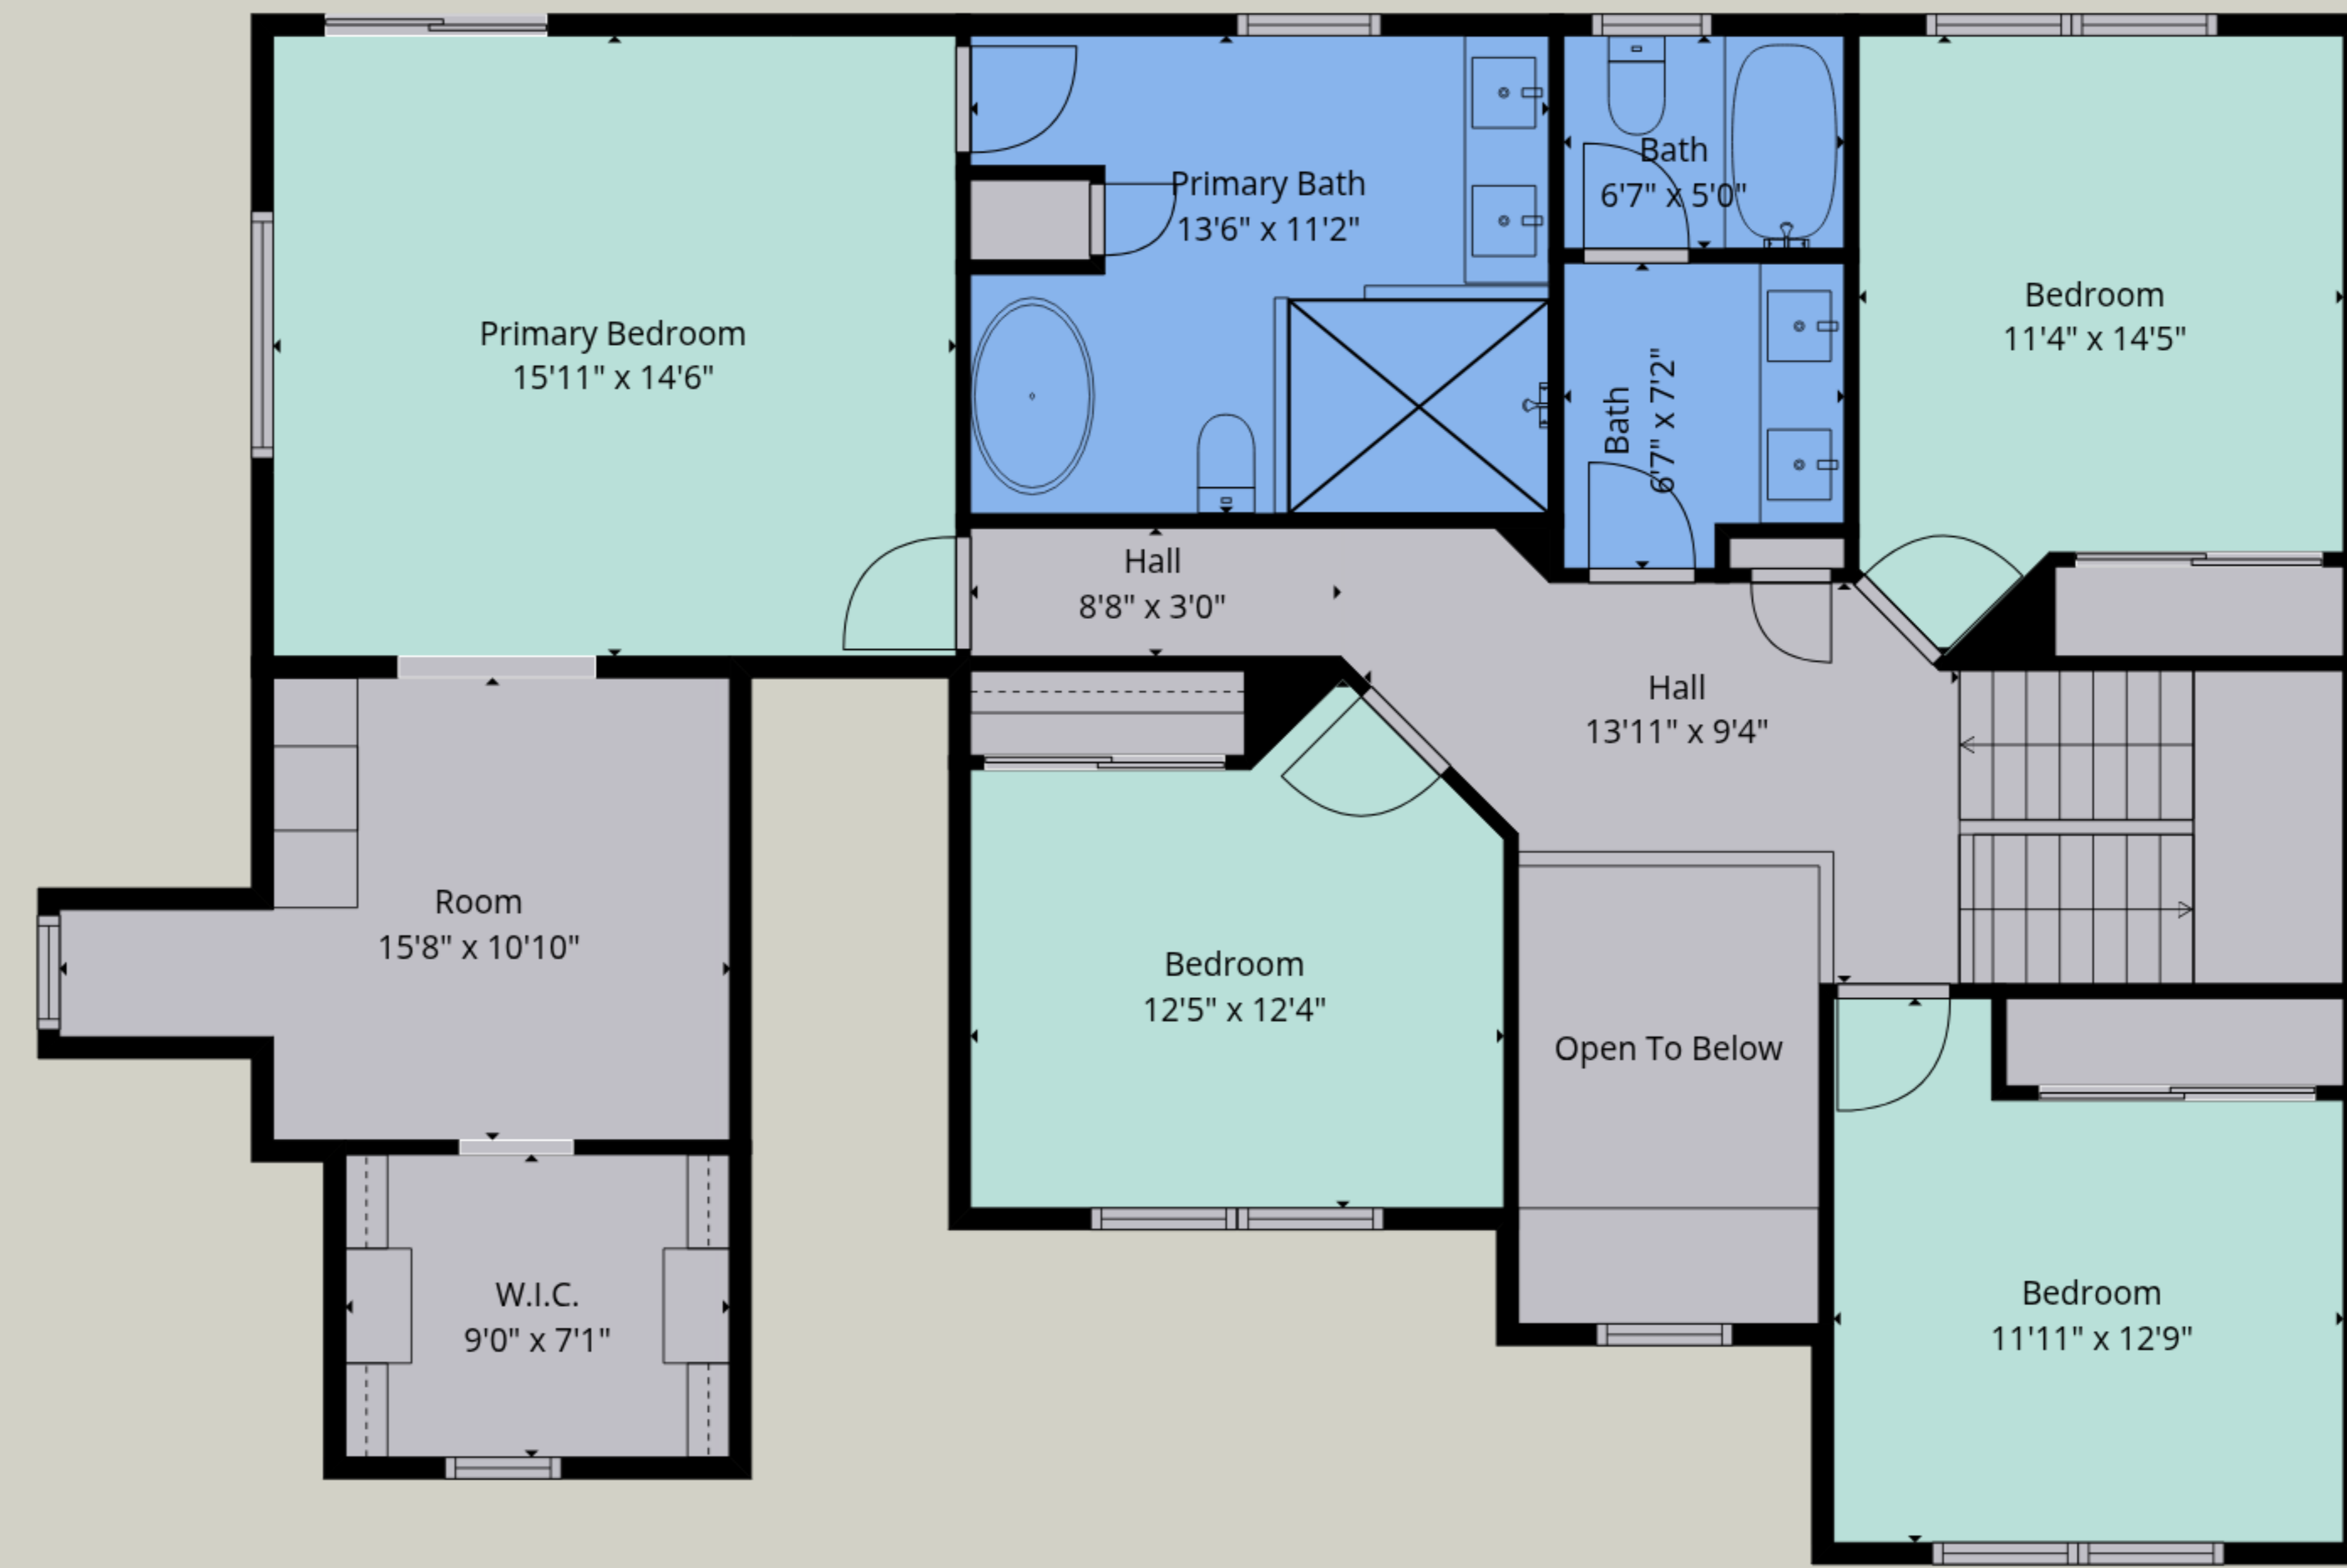 Primary Bedroom
15'11" x 14'6"
Primary Bath
13'6" x 11'2"
Bath
6'7" x 5'0"
Bath
6'7" x 7'2"
Bedroom
11'4" x 14'5"
Hall
8'8" x 3'0"
Hall
13'11" x 9'4"
Room
15'8" x 10'10"
Bedroom
12'5" x 12'4"
Open To Below
W.I.C.
9'0" x 7'1"
Bedroom
11'11" x 12'9"